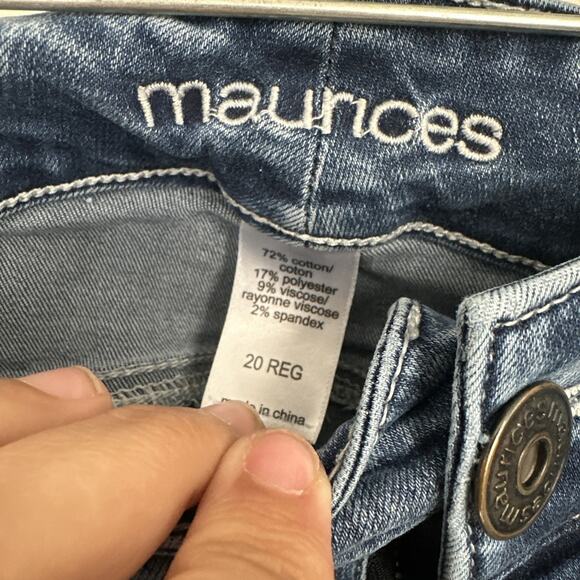 maurices
72% cotton/
coton
17% polyester
9% viscose/
rayonne viscose
2% spandex
20 REG
made in china
maurices